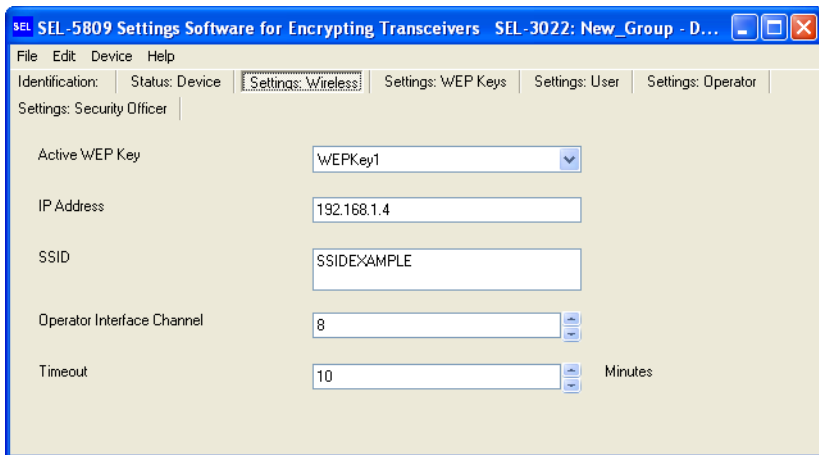 SEL SEL-5809 Settings Software for Encrypting Transceivers SEL-3022: New_Group - D...
File Edit Device Help
Identification: Status: Device Settings: Wireless Settings: WEP Keys Settings: User Settings: Operator
Settings: Security Officer
Active WEP Key WEPKey1
IP Address 192.168.1.4
SSID SSIDEXAMPLE
Operator Interface Channel 8
Timeout 10 Minutes